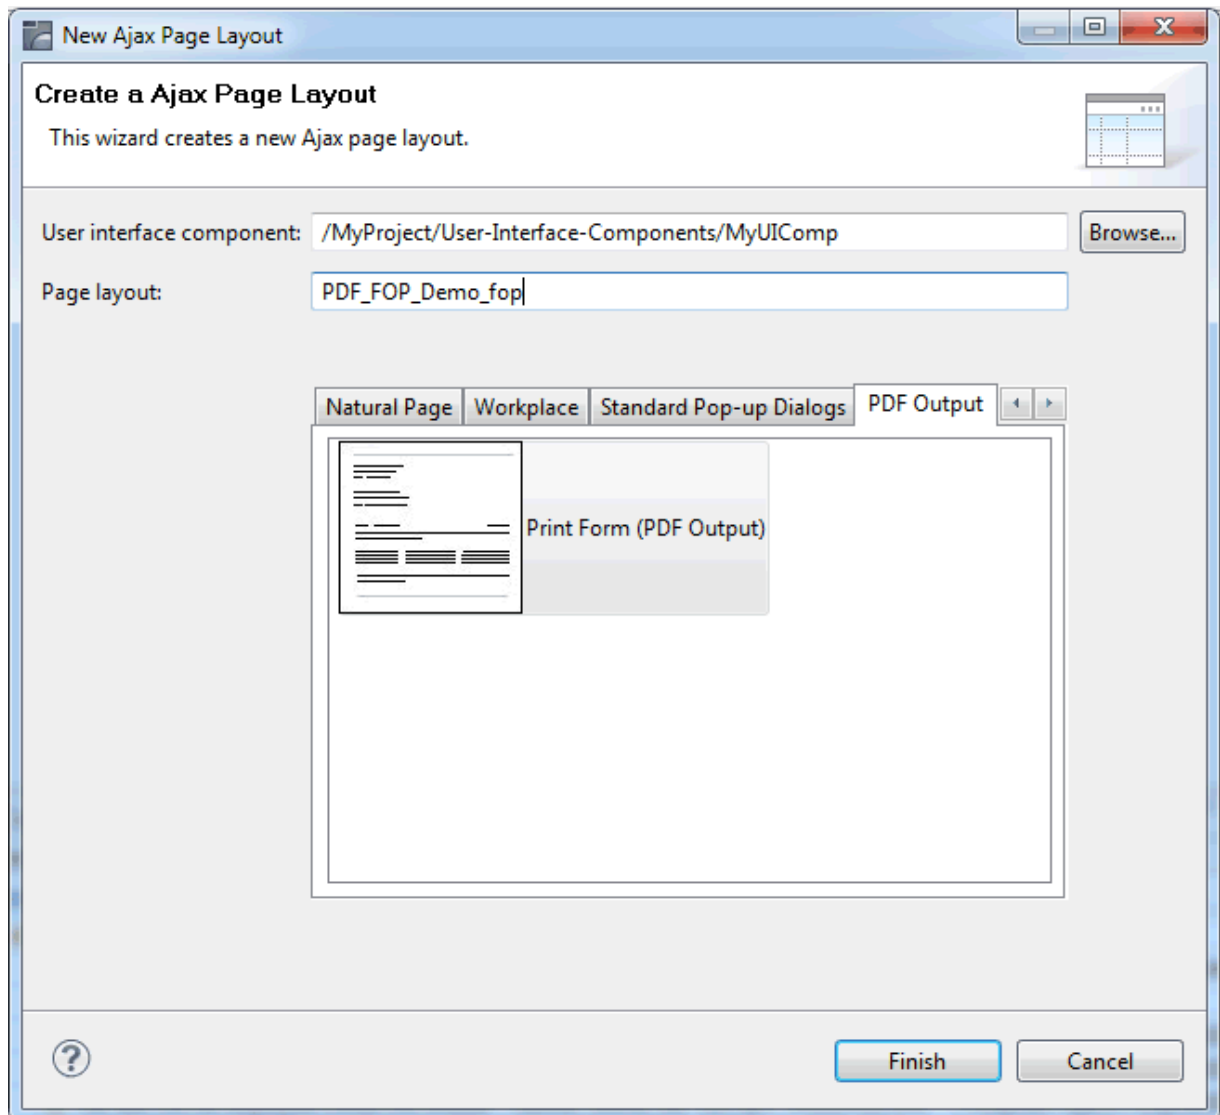 New Ajax Page Layout
Create a Ajax Page Layout
This wizard creates a new Ajax page layout.
User interface component: /MyProject/User-Interface-Components/MyUIComp Browse...
Page layout: PDF_FOP_Demo_fop
Natural Page Workplace Standard Pop-up Dialogs PDF Output
Print Form (PDF Output)
Finish Cancel